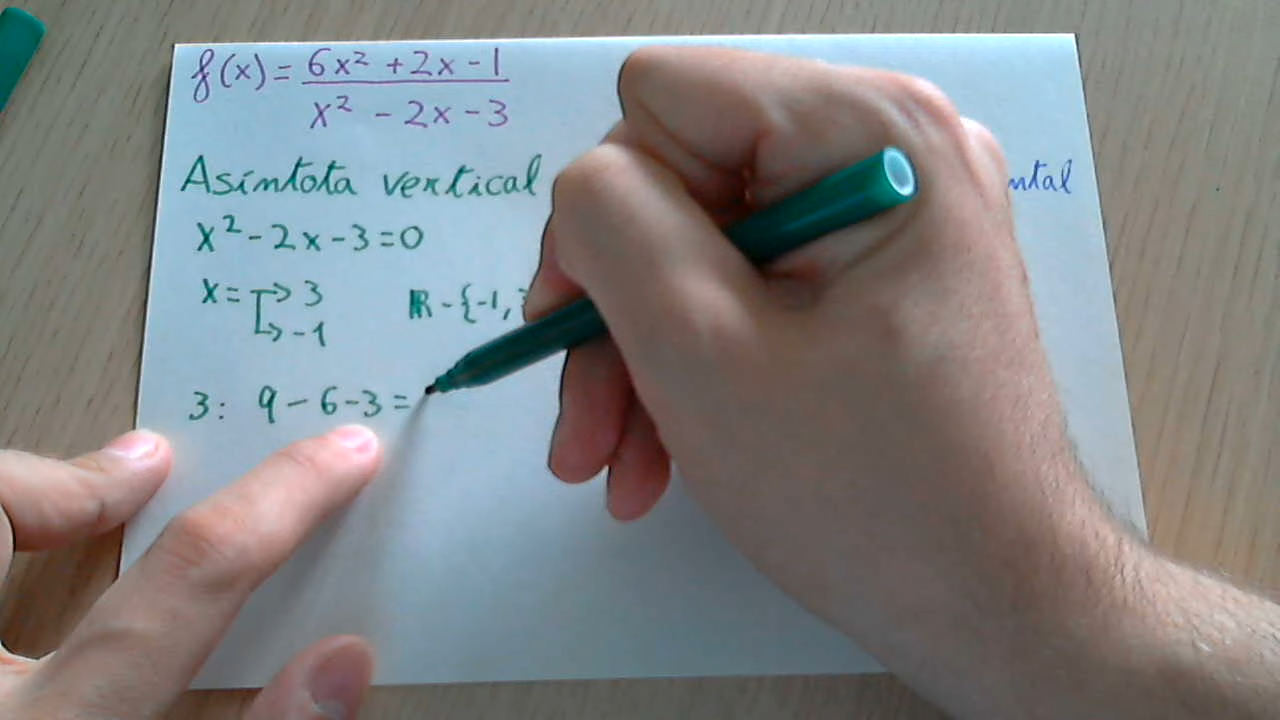 f(x) = 6x² + 2x - 1
x² - 2x - 3
Asíntota vertical
x² - 2x - 3 = 0
x = → 3
→ -1
R - {-1,
3: 9 - 6 - 3 =